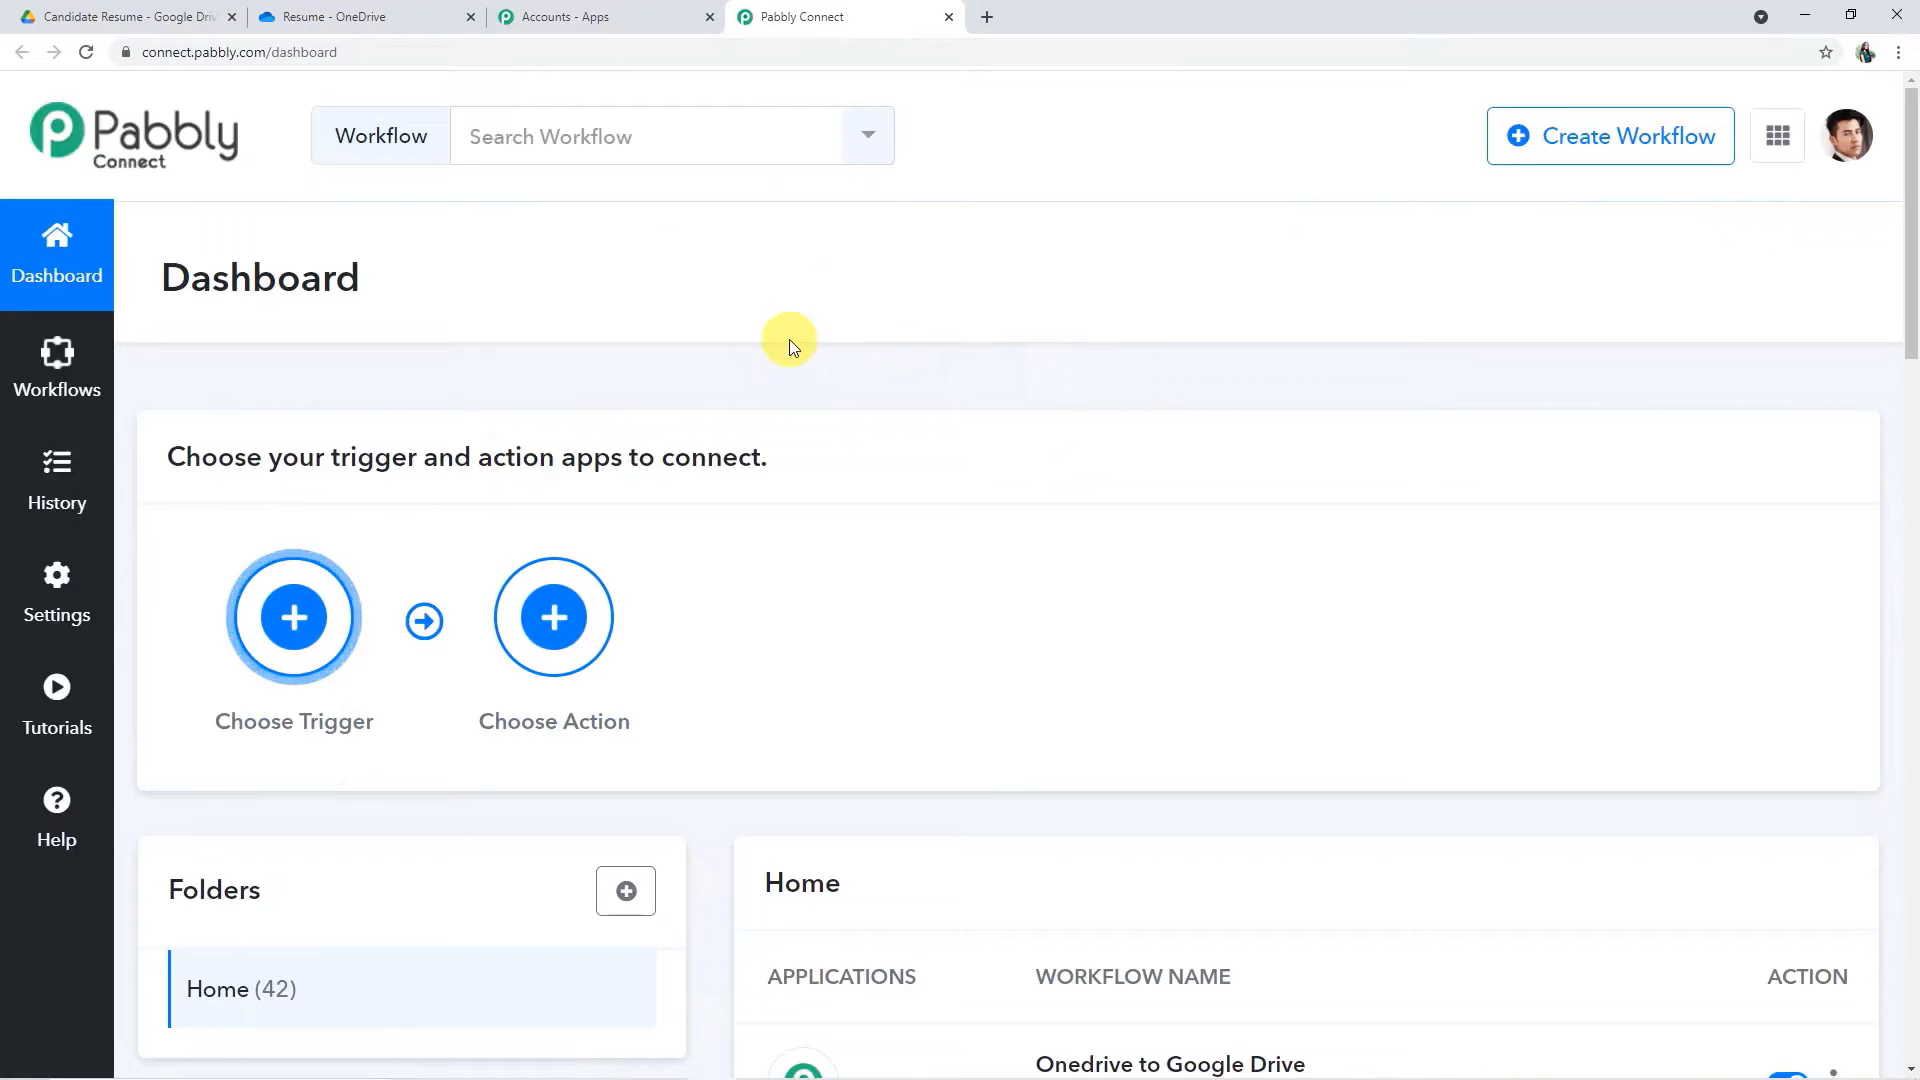 Candidate Resume - Google Driv
Resume - OneDrive
Accounts - Apps
Pabbly Connect
connect.pabbly.com/dashboard
Pabbly
Connect
Workflow
Search Workflow
Create Workflow
Dashboard
Dashboard
Workflows
History
Settings
Tutorials
Help
Choose your trigger and action apps to connect.
Choose Trigger
Choose Action
Folders
Home (42)
Home
APPLICATIONS WORKFLOW NAME ACTION
Onedrive to Google Drive